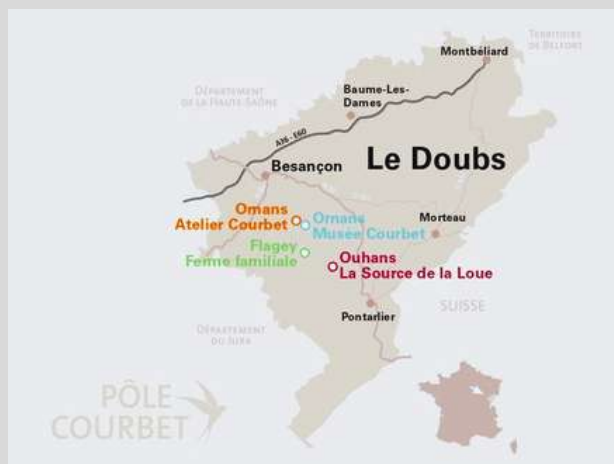 Territoire
de Belfort
Montbéliard
Département
de la Haute-Saône
Baume-Les-
Dames
A36 - E60
Besançon
Le Doubs
Ornans
Atelier Courbet
Ornans
Musée Courbet
Morteau
Flagey
Ferme familiale
Ouhans
La Source de la Loue
Pontarlier
SUISSE
Département
du Jura
PÔLE
COURBET